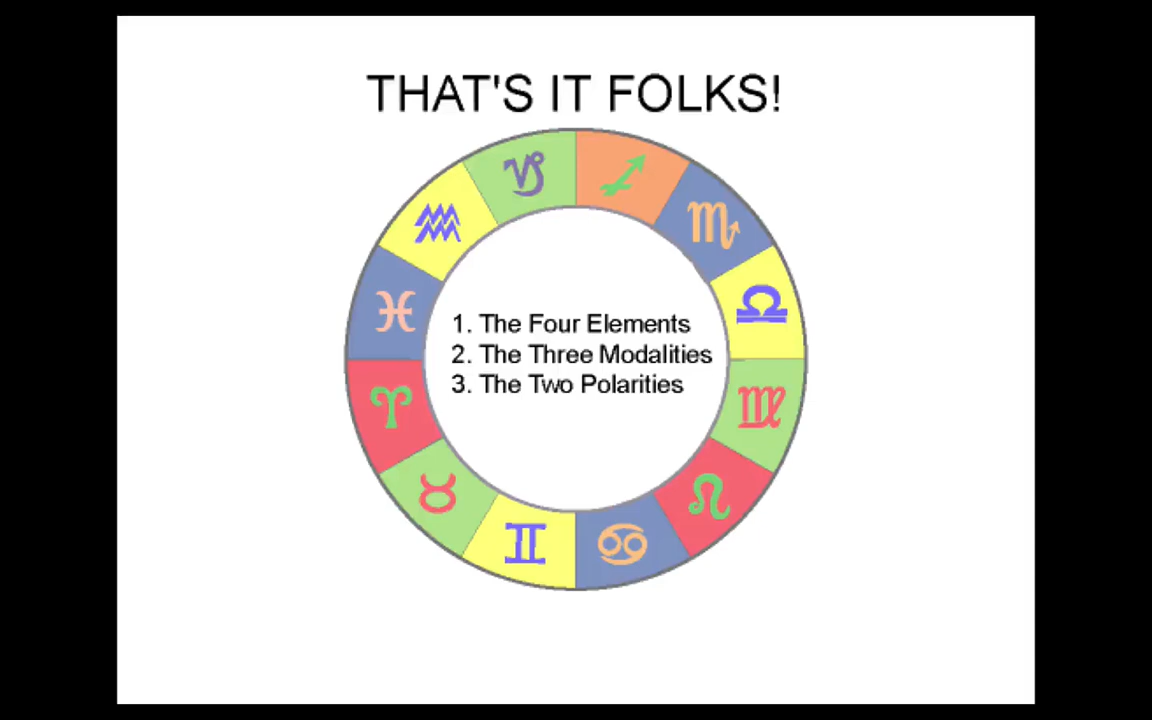 THAT'S IT FOLKS!
1. The Four Elements
2. The Three Modalities
3. The Two Polarities